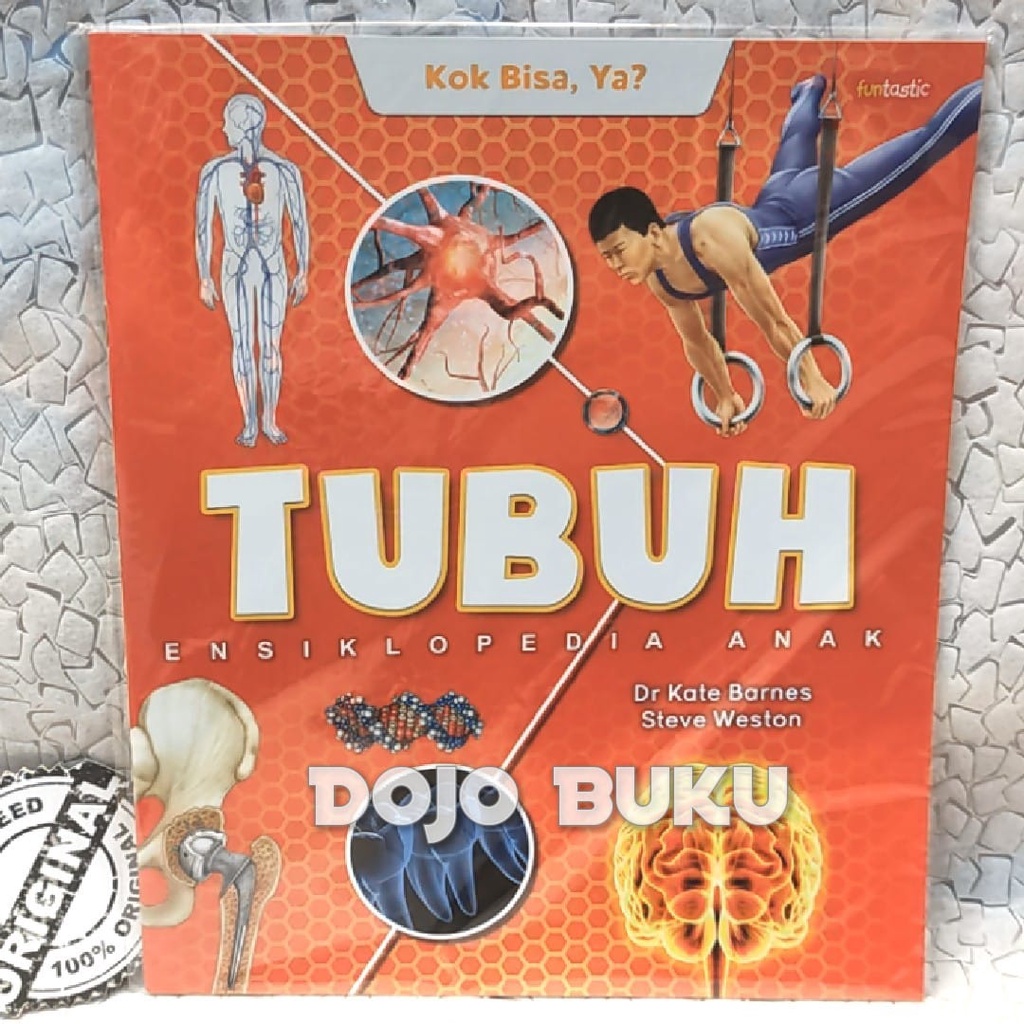 Kok Bisa, Ya?
funtastic
TUBUH
ENSIKLOPEDIA ANAK
Dr Kate Barnes
Steve Weston
DOJO BUKU
ORIGINAL
100% ORIGINAL